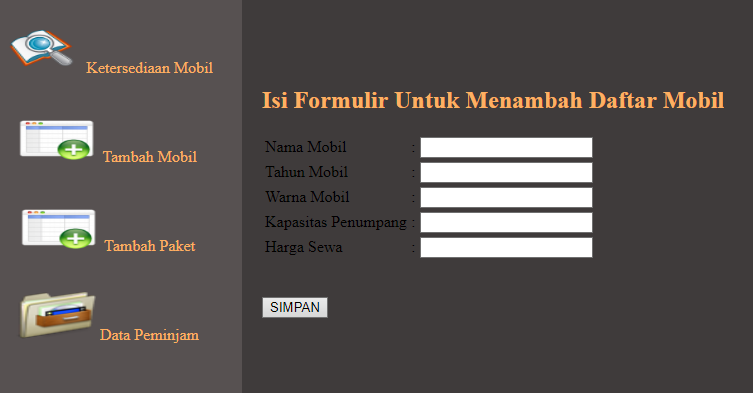 Ketersediaan Mobil
Tambah Mobil
Tambah Paket
Data Peminjam
Isi Formulir Untuk Menambah Daftar Mobil
Nama Mobil :
Tahun Mobil :
Warna Mobil :
Kapasitas Penumpang :
Harga Sewa :
SIMPAN